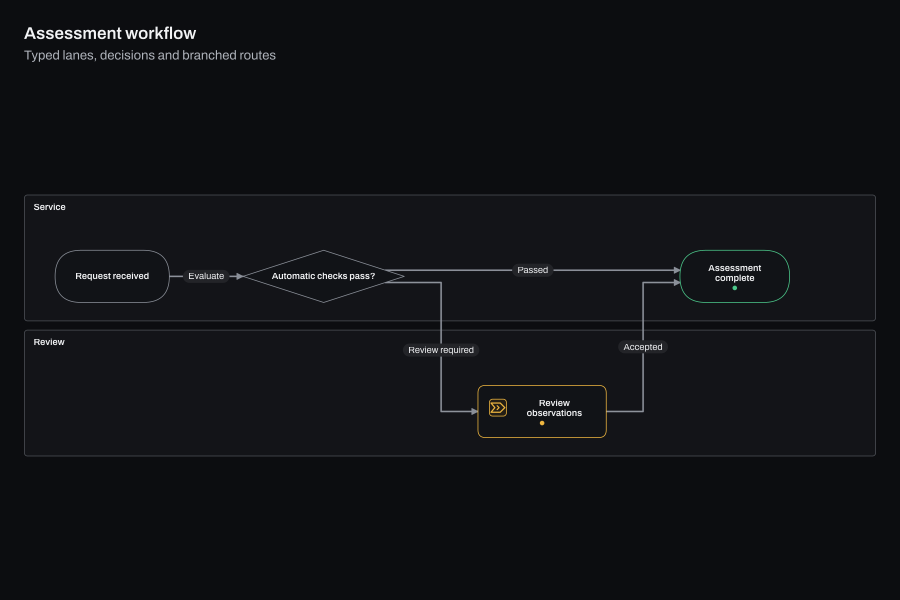 Assessment workflow
Typed lanes, decisions and branched routes
Service
Request received
Evaluate
Automatic checks pass?
Passed
Assessment
complete
Review
Review required
Accepted
Review
observations